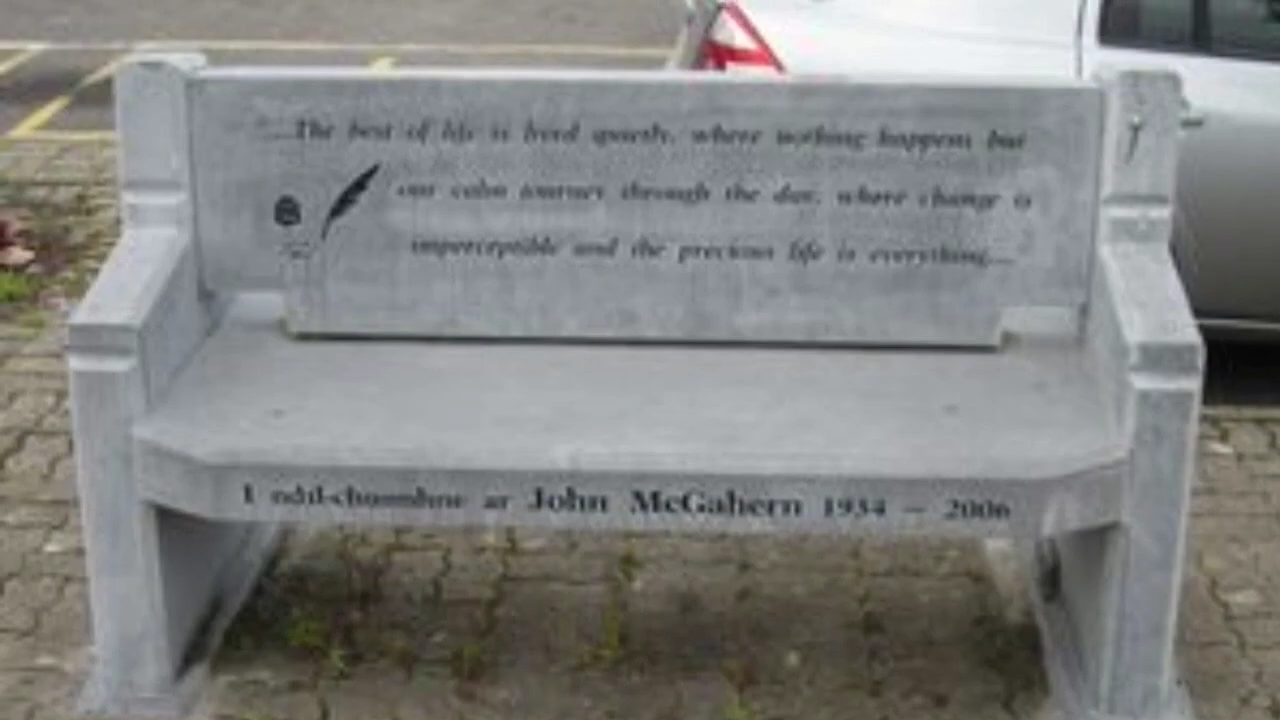 ....The best of life is lived quietly, where nothing happens but
our calm journey through the day, where change is
imperceptible and the precious life is everything....
I ndil-chuimhne ar John McGahern 1934 – 2006